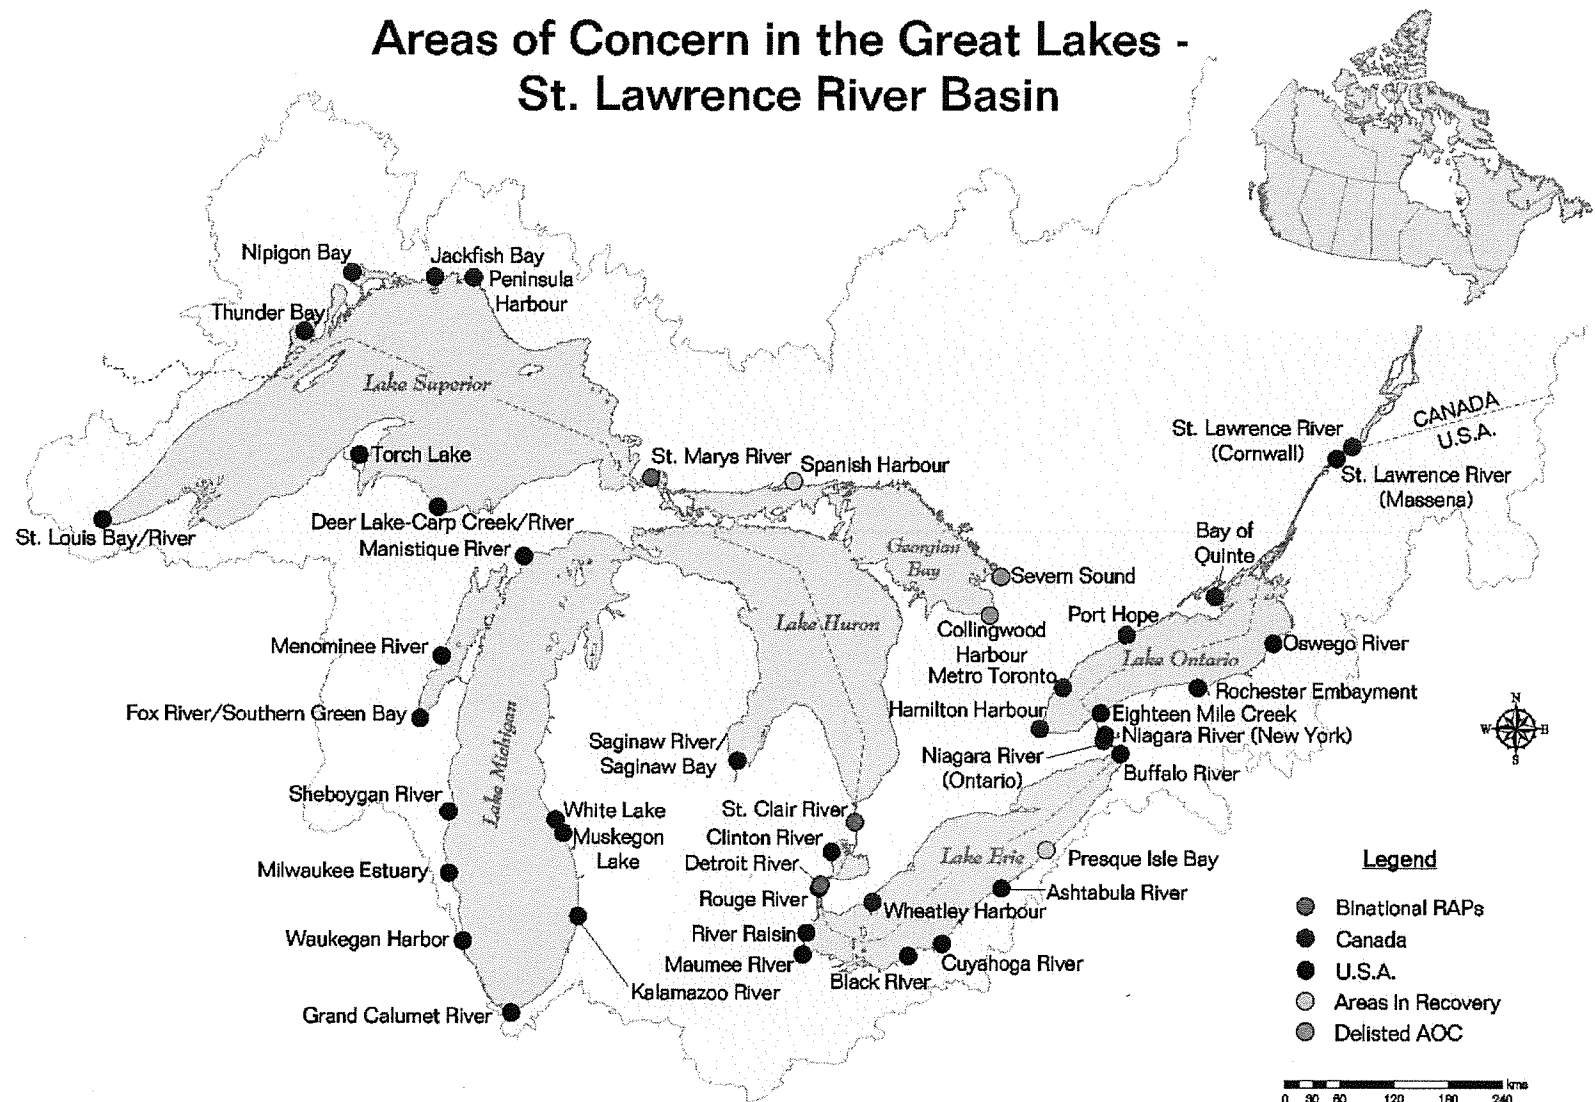 Areas of Concern in the Great Lakes -
St. Lawrence River Basin
Nipigon Bay
Jackfish Bay
Peninsula
Harbour
Thunder Bay
Lake Superior
Torch Lake
St. Marys River
Spanish Harbour
St. Louis Bay/River
Deer Lake-Carp Creek/River
Manistique River
Georgian
Bay
Severn Sound
Collingwood
Harbour
Lake Huron
St. Lawrence River
(Cornwall)
CANADA
U.S.A.
St. Lawrence River
(Massena)
Bay of
Quinte
Port Hope
Lake Ontario
Oswego River
Metro Toronto
Rochester Embayment
Hamilton Harbour
Eighteen Mile Creek
Niagara River (New York)
Niagara River
(Ontario)
Buffalo River
Menominee River
Fox River/Southern Green Bay
Lake Michigan
Saginaw River/
Saginaw Bay
Sheboygan River
White Lake
Muskegon
Lake
St. Clair River
Clinton River
Detroit River
Rouge River
Lake Erie
Presque Isle Bay
Ashtabula River
Wheatley Harbour
Milwaukee Estuary
Waukegan Harbor
River Raisin
Maumee River
Black River
Cuyahoga River
Kalamazoo River
Grand Calumet River
N
W E
S
Legend
Binational RAPs
Canada
U.S.A.
Areas In Recovery
Delisted AOC
kms
0 30 60 120 180 240